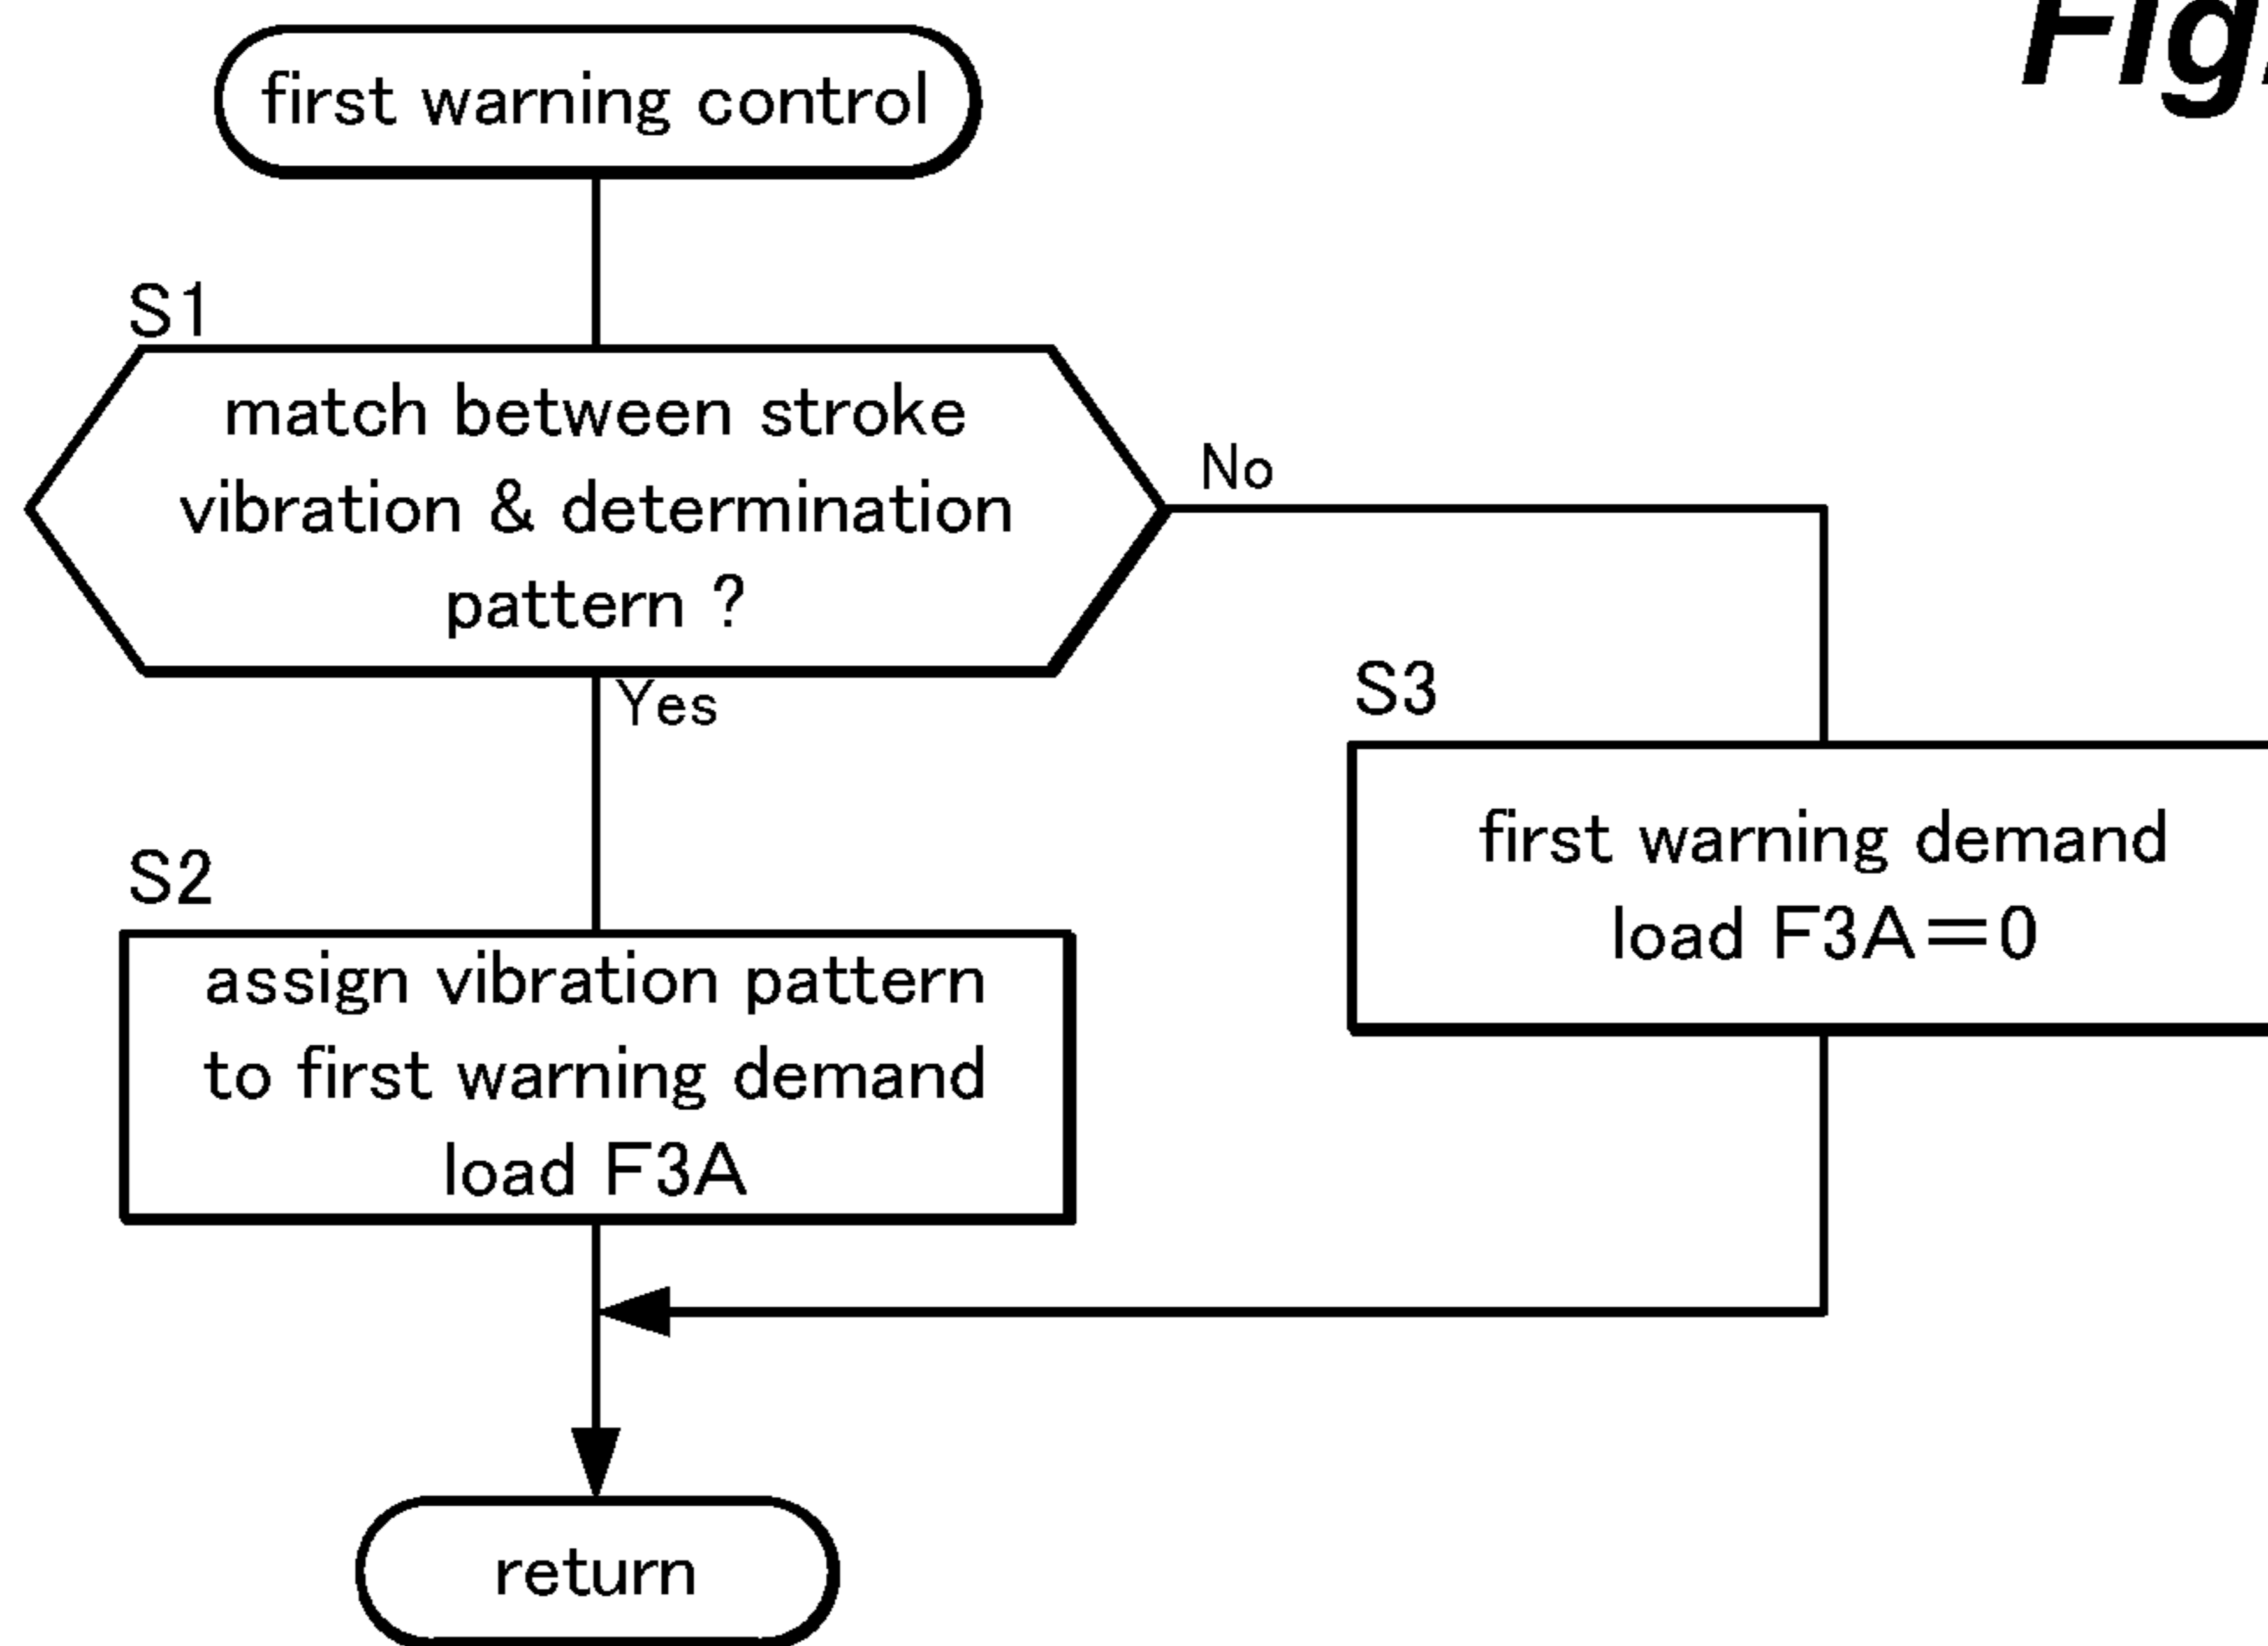 Fig
first warning control
S1
match between stroke
vibration & determination
pattern ?
No
Yes
S3
first warning demand
load F3A=0
S2
assign vibration pattern
to first warning demand
load F3A
return